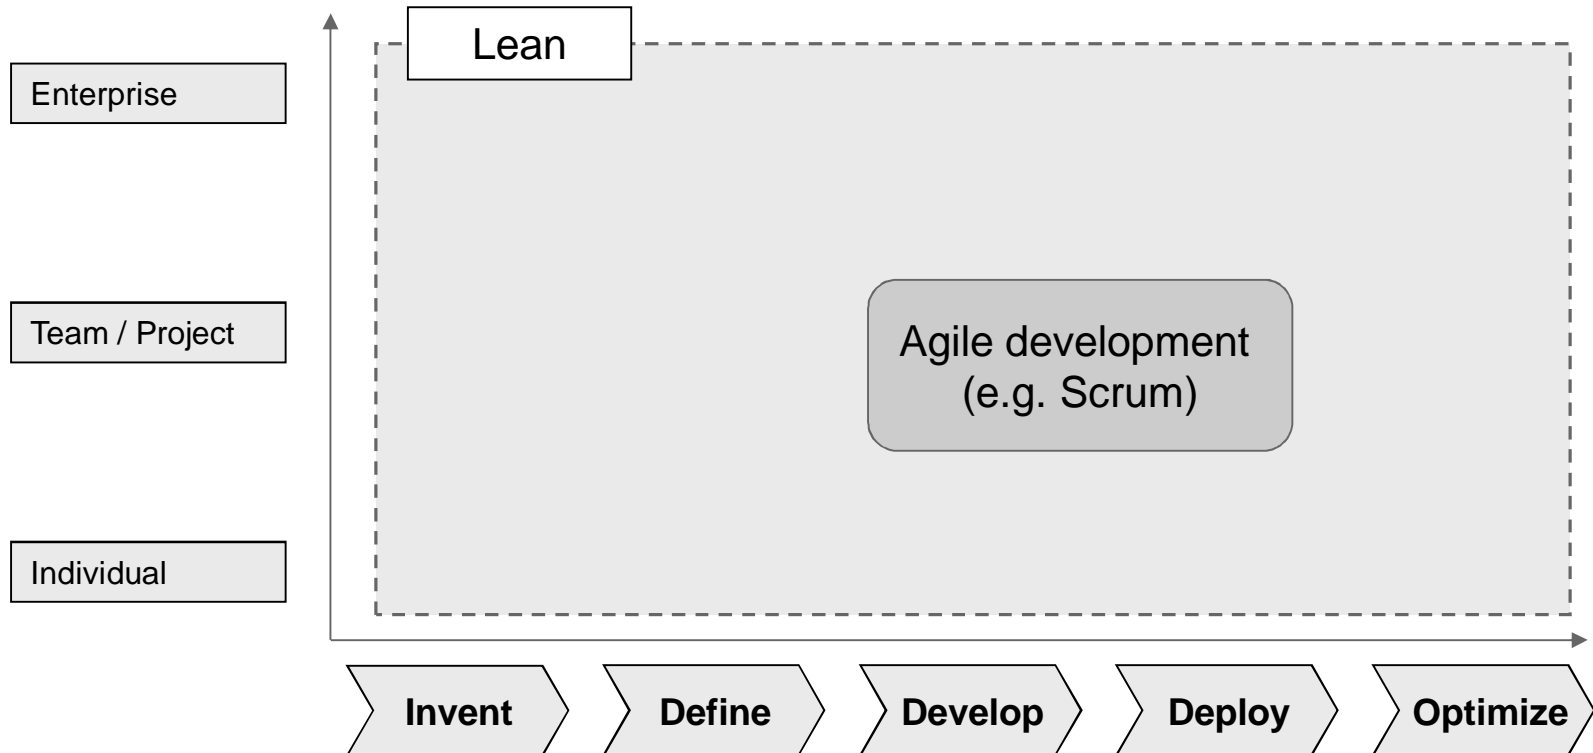 Lean
Enterprise
Team / Project
Agile development
(e.g. Scrum)
Individual
Invent
Define
Develop
Deploy
Optimize